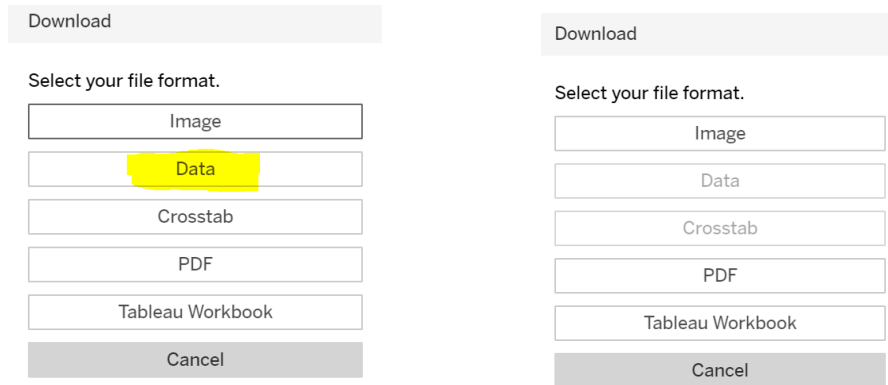 Download
Select your file format.
Image
Data
Crosstab
PDF
Tableau Workbook
Cancel
Download
Select your file format.
Image
Data
Crosstab
PDF
Tableau Workbook
Cancel